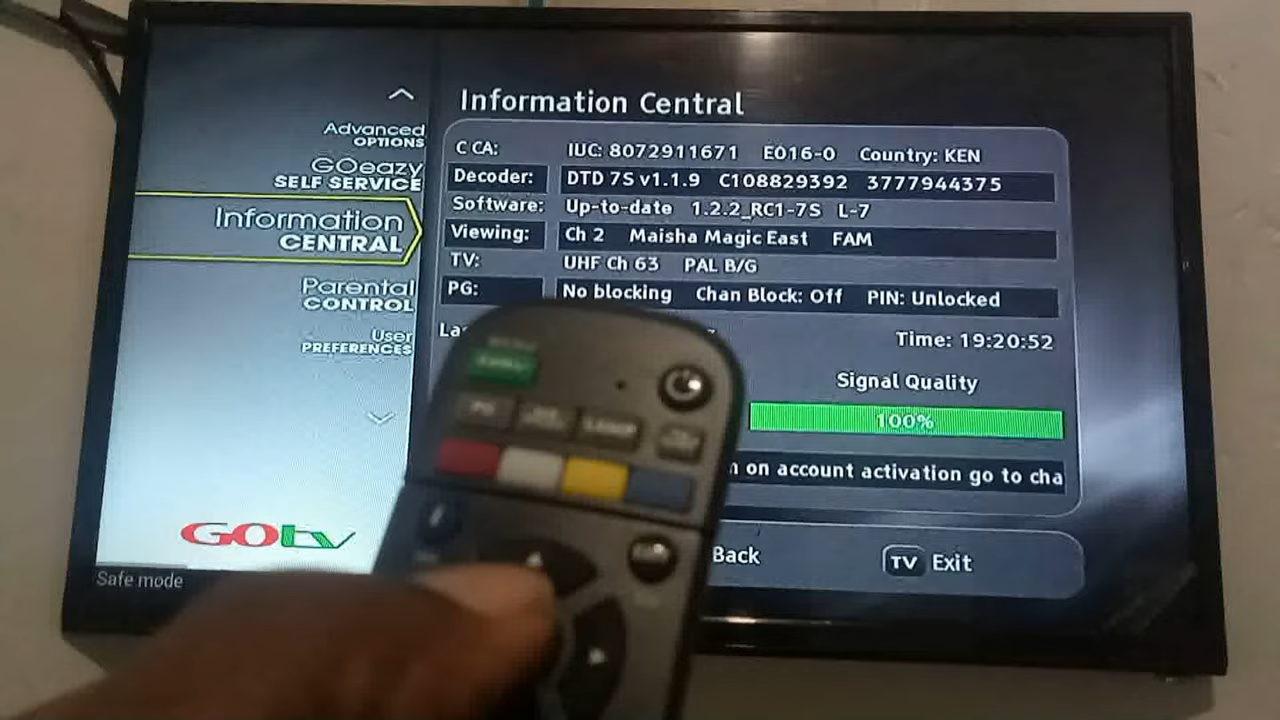 Advanced
OPTIONS
GOeazy
SELF SERVICE
Information
CENTRAL
Parental
CONTROL
User
PREFERENCES
GOtv
Safe mode
Information Central
C CA: IUC: 8072911671 E016-0 Country: KEN
Decoder: DTD 7S v1.1.9 C108829392 3777944375
Software: Up-to-date 1.2.2_RC1-7S L-7
Viewing: Ch 2 Maisha Magic East FAM
TV: UHF Ch 63 PAL B/G
PG: No blocking Chan Block: Off PIN: Unlocked
Time: 19:20:52
Signal Quality
100%
on account activation go to cha
Back
TV Exit